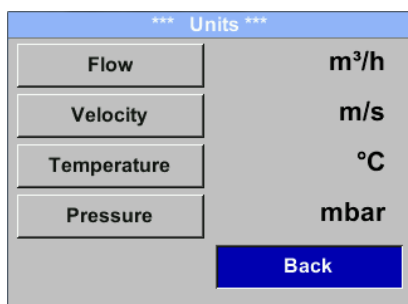 *** Units ***
Flow m³/h
Velocity m/s
Temperature °C
Pressure mbar
Back